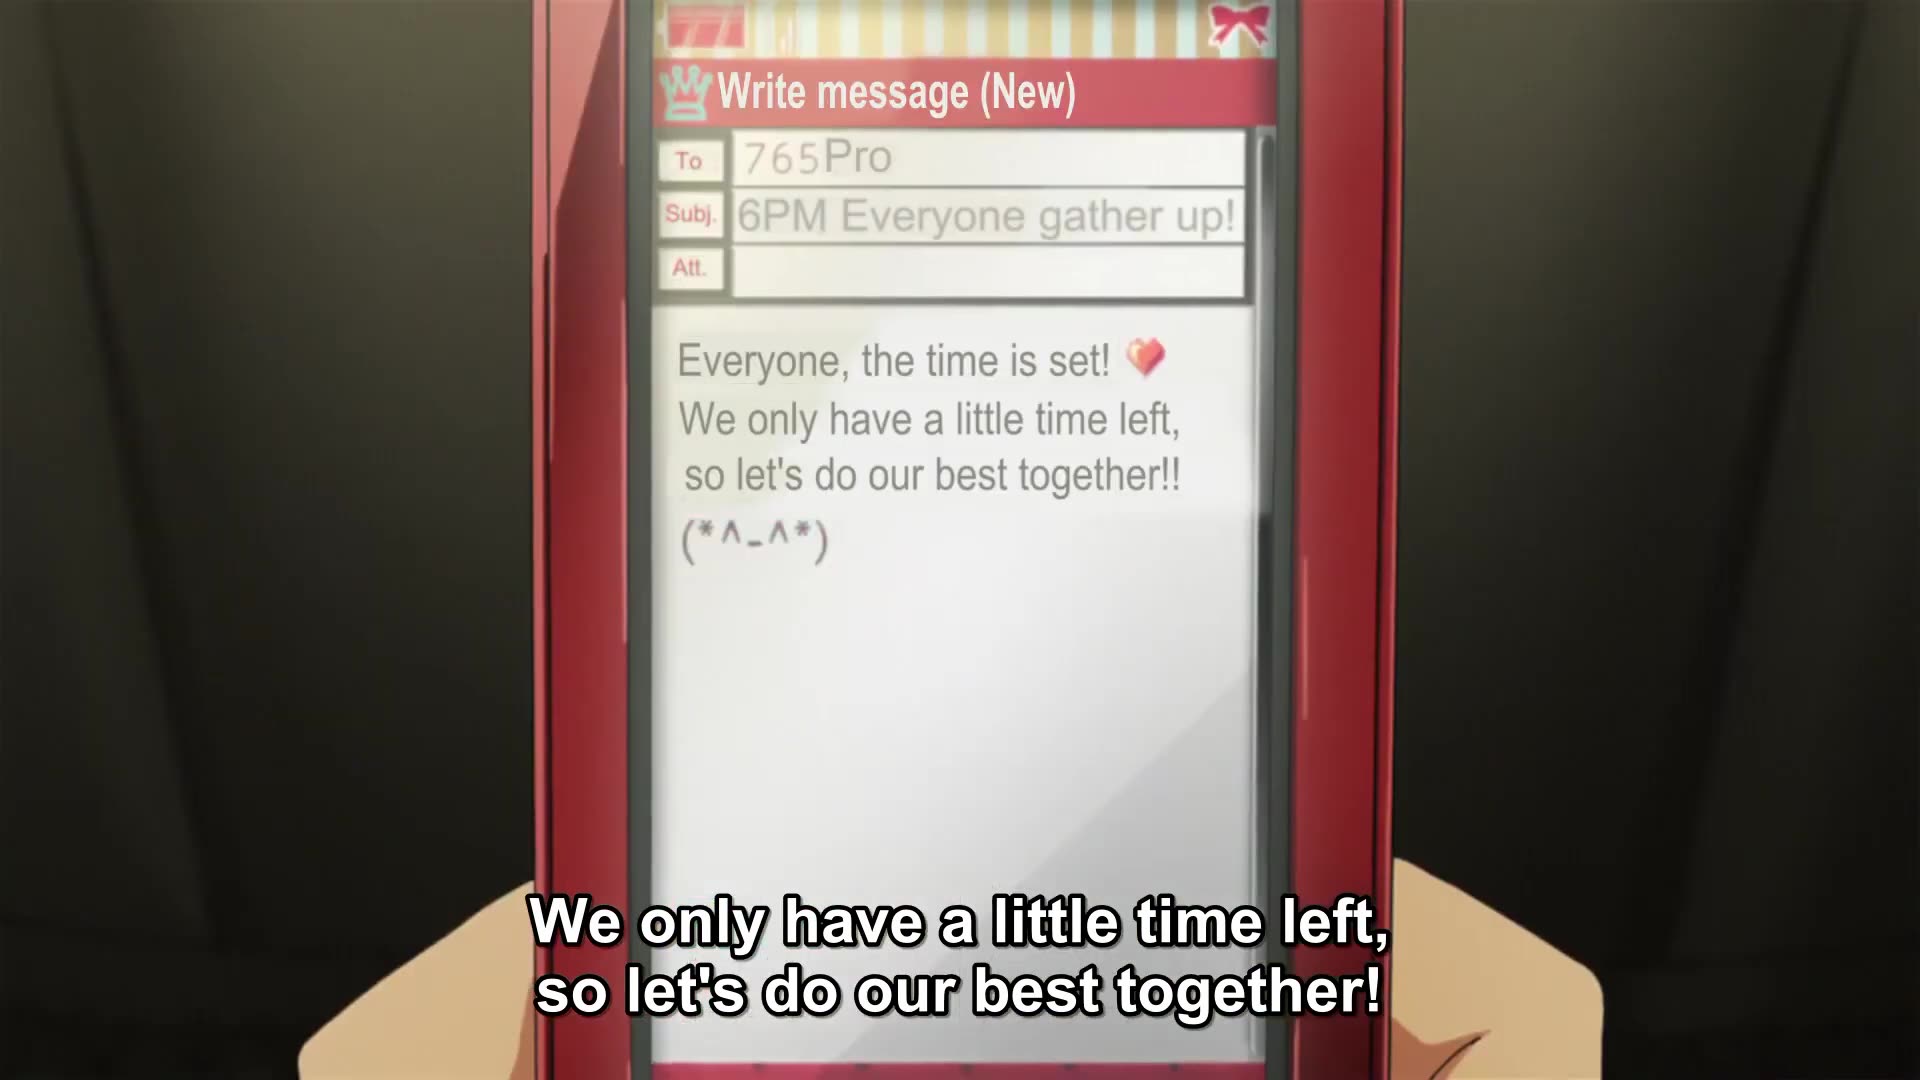 Write message (New)
To 765Pro
Subj. 6PM Everyone gather up!
Att.
Everyone, the time is set!
We only have a little time left,
so let's do our best together!!
(*^-^*)
We only have a little time left,
so let's do our best together!